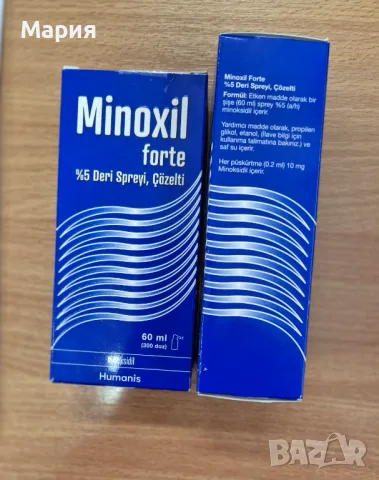 Мария
Minoxil
forte
%5 Deri Spreyi, Çözelti
60 ml
(300 doz)
Humanis
Minoxil Forte
%5 Deri Spreyi, Çözelti
Formül: Etken madde olarak bir
şişe (60 ml) sprey %5 (a/h)
minoksidil içerir.
Yardımcı madde olarak, propilen
glikol, etanol, (ilave bilgi için
kullanma talimatına bakınız.) ve
saf su içerir.
Her püskürtme (0.2 ml) 10 mg
Minoksidil içerir.
BAZAR